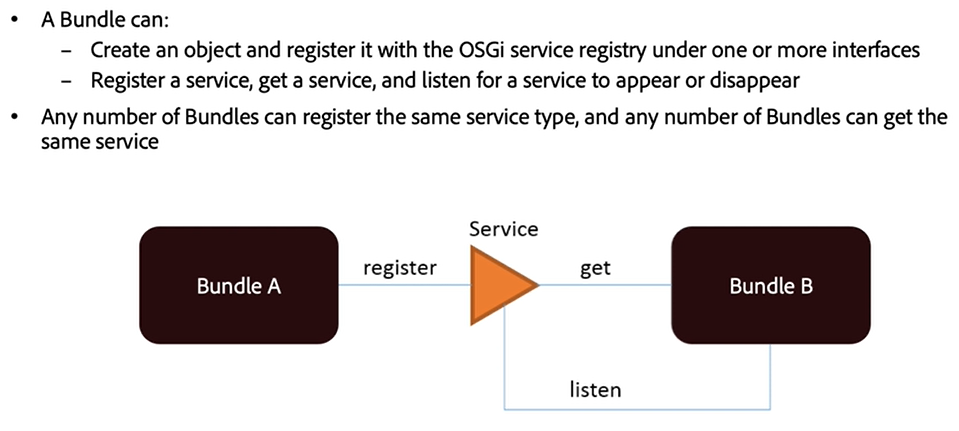 • A Bundle can:
– Create an object and register it with the OSGi service registry under one or more interfaces
– Register a service, get a service, and listen for a service to appear or disappear
• Any number of Bundles can register the same service type, and any number of Bundles can get the
same service
Service
Bundle A
register
get
Bundle B
listen